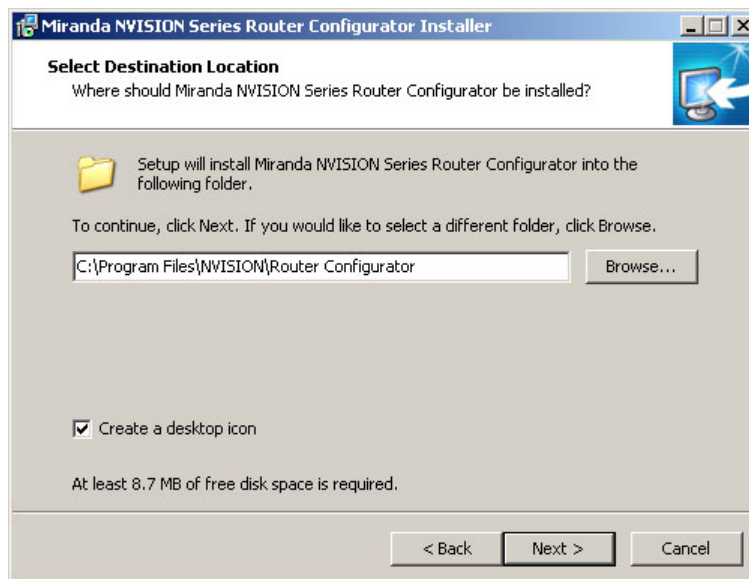 Miranda NVISION Series Router Configurator Installer
Select Destination Location
Where should Miranda NVISION Series Router Configurator be installed?
Setup will install Miranda NVISION Series Router Configurator into the
following folder.
To continue, click Next. If you would like to select a different folder, click Browse.
C:\Program Files\NVISION\Router Configurator
Browse...
Create a desktop icon
At least 8.7 MB of free disk space is required.
< Back
Next >
Cancel